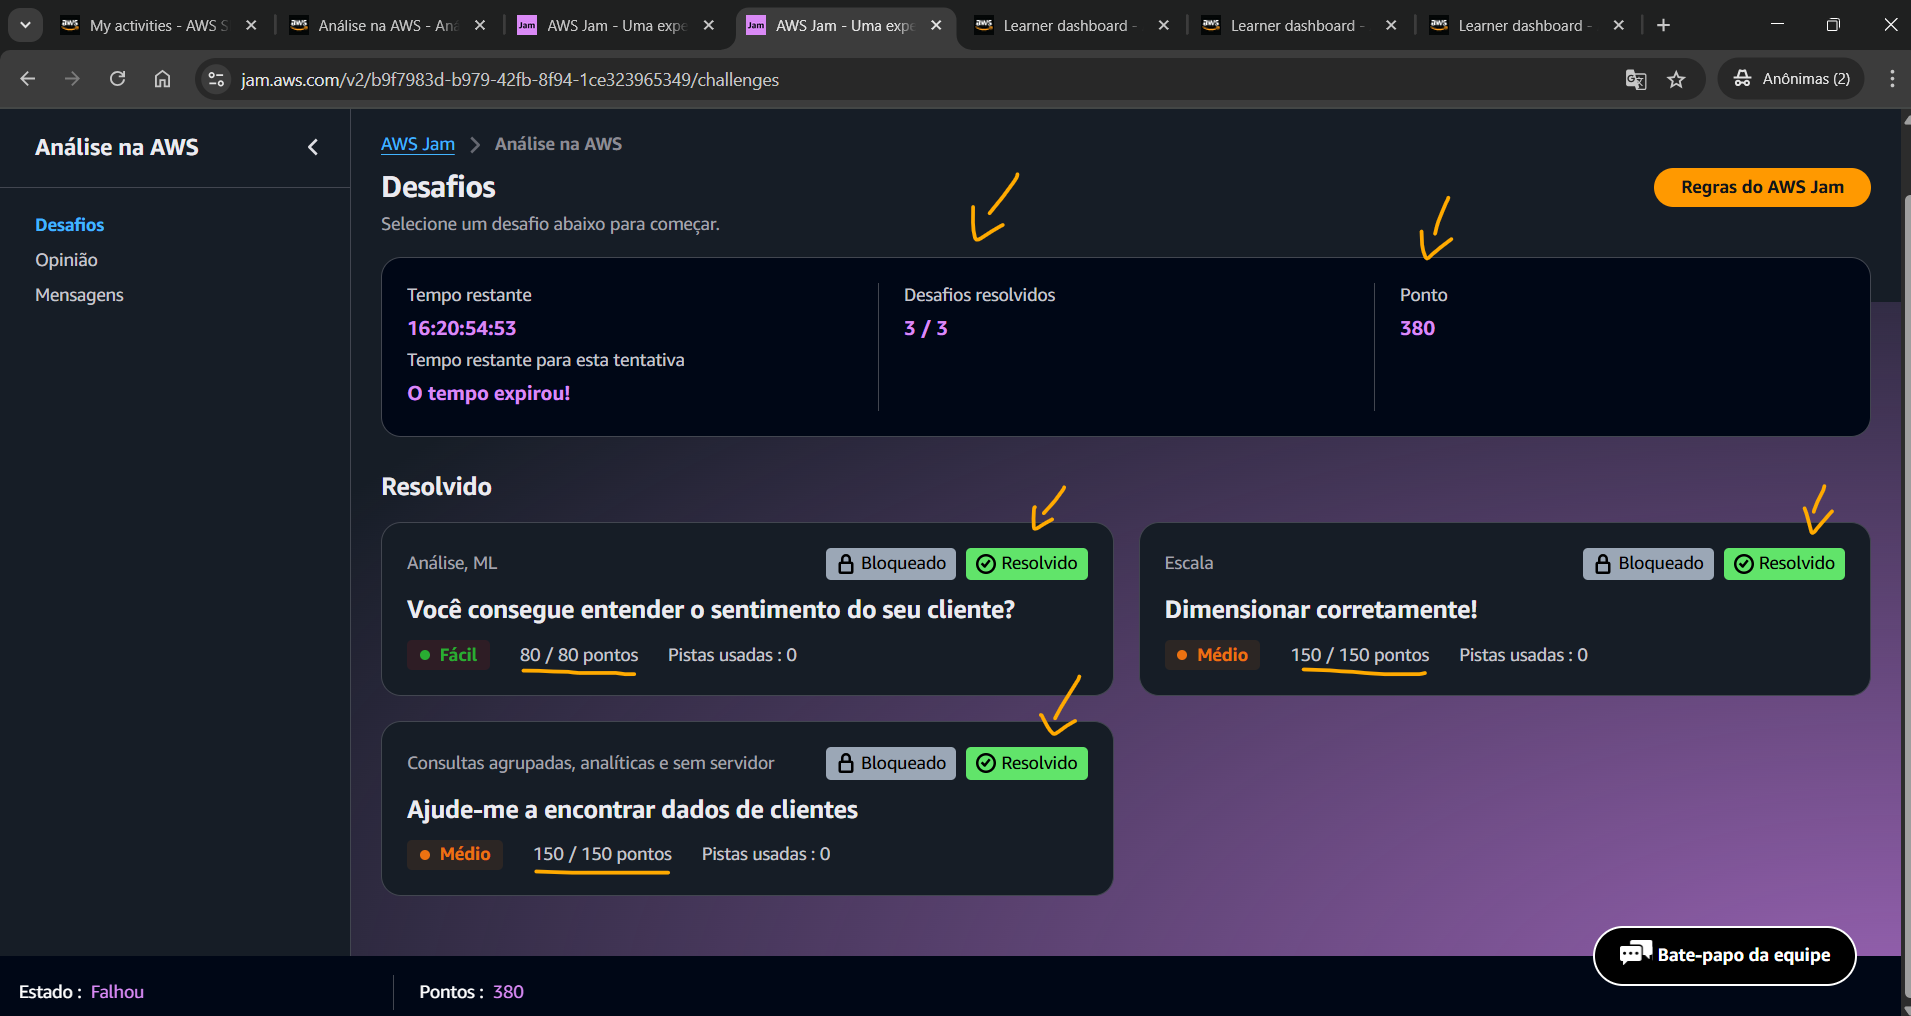 My activities - AWS S
Análise na AWS - Aná
AWS Jam - Uma expe
AWS Jam - Uma expe
Learner dashboard -
Learner dashboard -
Learner dashboard -
jam.aws.com/v2/b9f7983d-b979-42fb-8f94-1ce323965349/challenges
Anônimas (2)
Análise na AWS
Desafios
Opinião
Mensagens
AWS Jam > Análise na AWS
Desafios
Selecione um desafio abaixo para começar.
Regras do AWS Jam
Tempo restante
16:20:54:53
Tempo restante para esta tentativa
O tempo expirou!
Desafios resolvidos
3 / 3
Ponto
380
Resolvido
Análise, ML
Bloqueado
Resolvido
Você consegue entender o sentimento do seu cliente?
Fácil
80 / 80 pontos
Pistas usadas : 0
Escala
Bloqueado
Resolvido
Dimensionar corretamente!
Médio
150 / 150 pontos
Pistas usadas : 0
Consultas agrupadas, analíticas e sem servidor
Bloqueado
Resolvido
Ajude-me a encontrar dados de clientes
Médio
150 / 150 pontos
Pistas usadas : 0
Bate-papo da equipe
Estado : Falhou
Pontos : 380